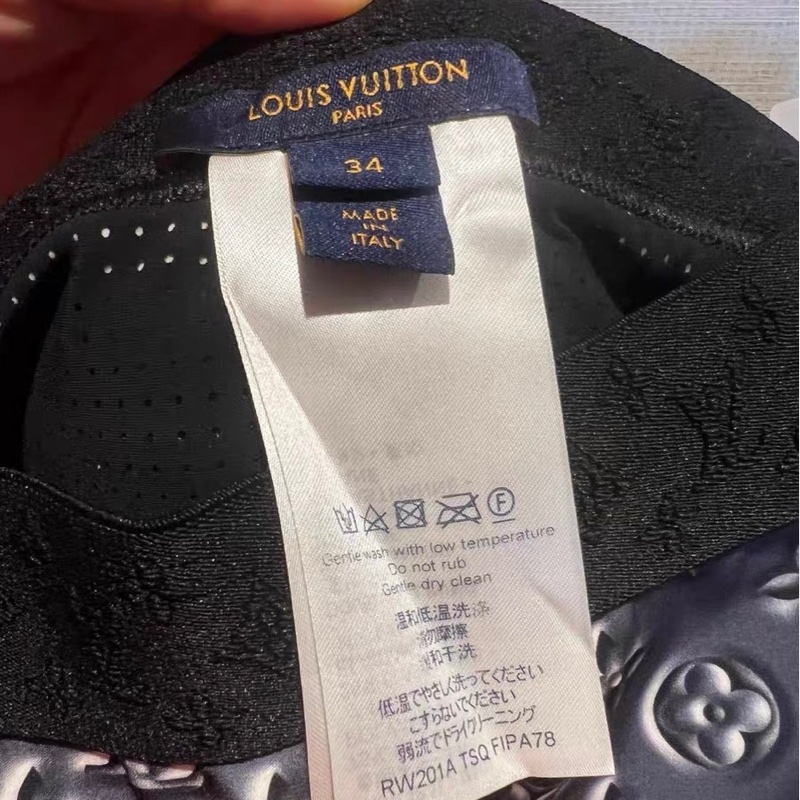 LOUIS VUITTON
PARIS
34
MADE
IN
ITALY
F
Gentle wash with low temperature
Do not rub
Gentle dry clean
温和低温洗涤
勿摩擦
温和干洗
低温でやさしく洗ってください
こすらないでください
弱流でドライクリーニング
RW201A TSQ FIPA78